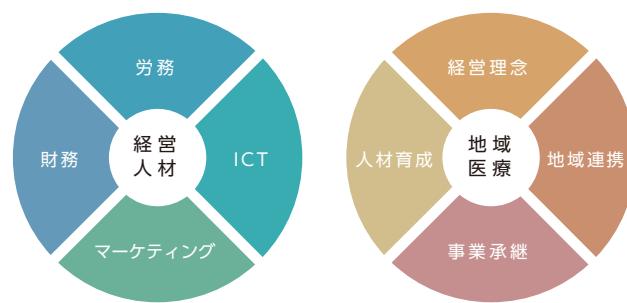 労務
財務
経営
人材
ICT
マーケティング
経営理念
人材育成
地域
医療
地域連携
事業承継